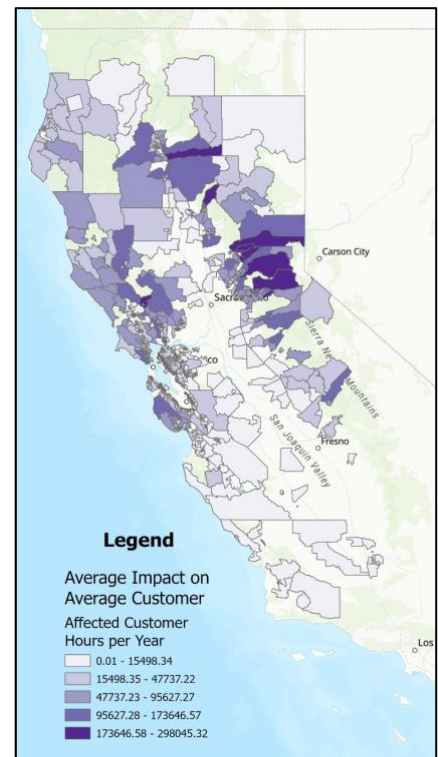 Carson City
Sierra Ne
Mountains
San Joaquin Valley
Fresno
Los
Legend
Average Impact on
Average Customer
Affected Customer
Hours per Year
0.01 - 15498.34
15498.35 - 47737.22
47737.23 - 95627.27
95627.28 - 173646.57
173646.58 - 298045.32